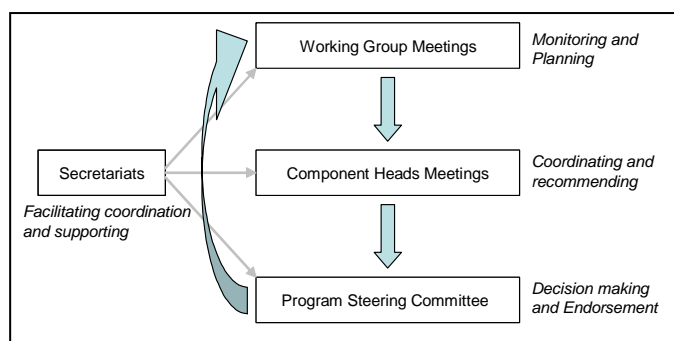 Working Group Meetings
Monitoring and
Planning
Secretariats
Facilitating coordination
and supporting
Component Heads Meetings
Coordinating and
recommending
Program Steering Committee
Decision making
and Endorsement